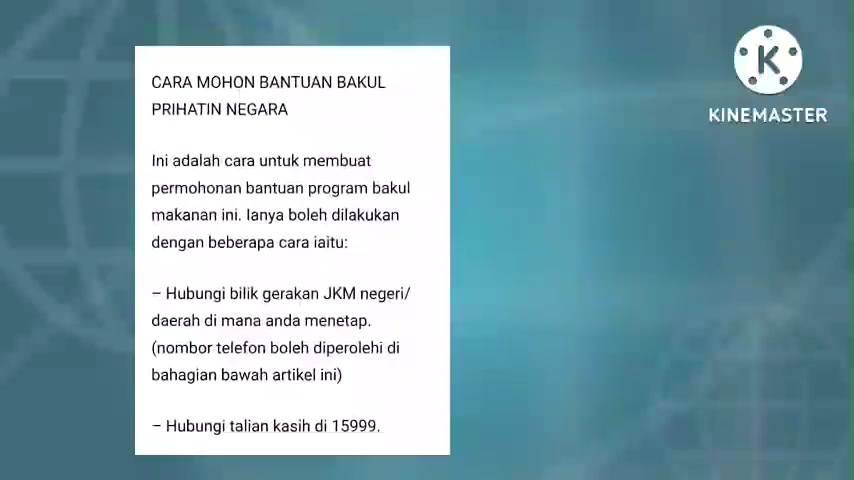 CARA MOHON BANTUAN BAKUL
PRIHATIN NEGARA
Ini adalah cara untuk membuat
permohonan bantuan program bakul
makanan ini. Ianya boleh dilakukan
dengan beberapa cara iaitu:
– Hubungi bilik gerakan JKM negeri/
daerah di mana anda menetap.
(nombor telefon boleh diperolehi di
bahagian bawah artikel ini)
– Hubungi talian kasih di 15999.
K
KINEMASTER